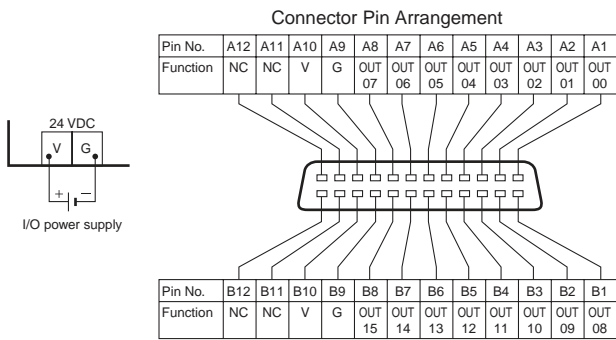 Connector Pin Arrangement
Pin No. A12 A11 A10 A9 A8 A7 A6 A5 A4 A3 A2 A1
Function NC NC V G OUT 07 OUT 06 OUT 05 OUT 04 OUT 03 OUT 02 OUT 01 OUT 00
24 VDC
V G
+ –
I/O power supply
Pin No. B12 B11 B10 B9 B8 B7 B6 B5 B4 B3 B2 B1
Function NC NC V G OUT 15 OUT 14 OUT 13 OUT 12 OUT 11 OUT 10 OUT 09 OUT 08